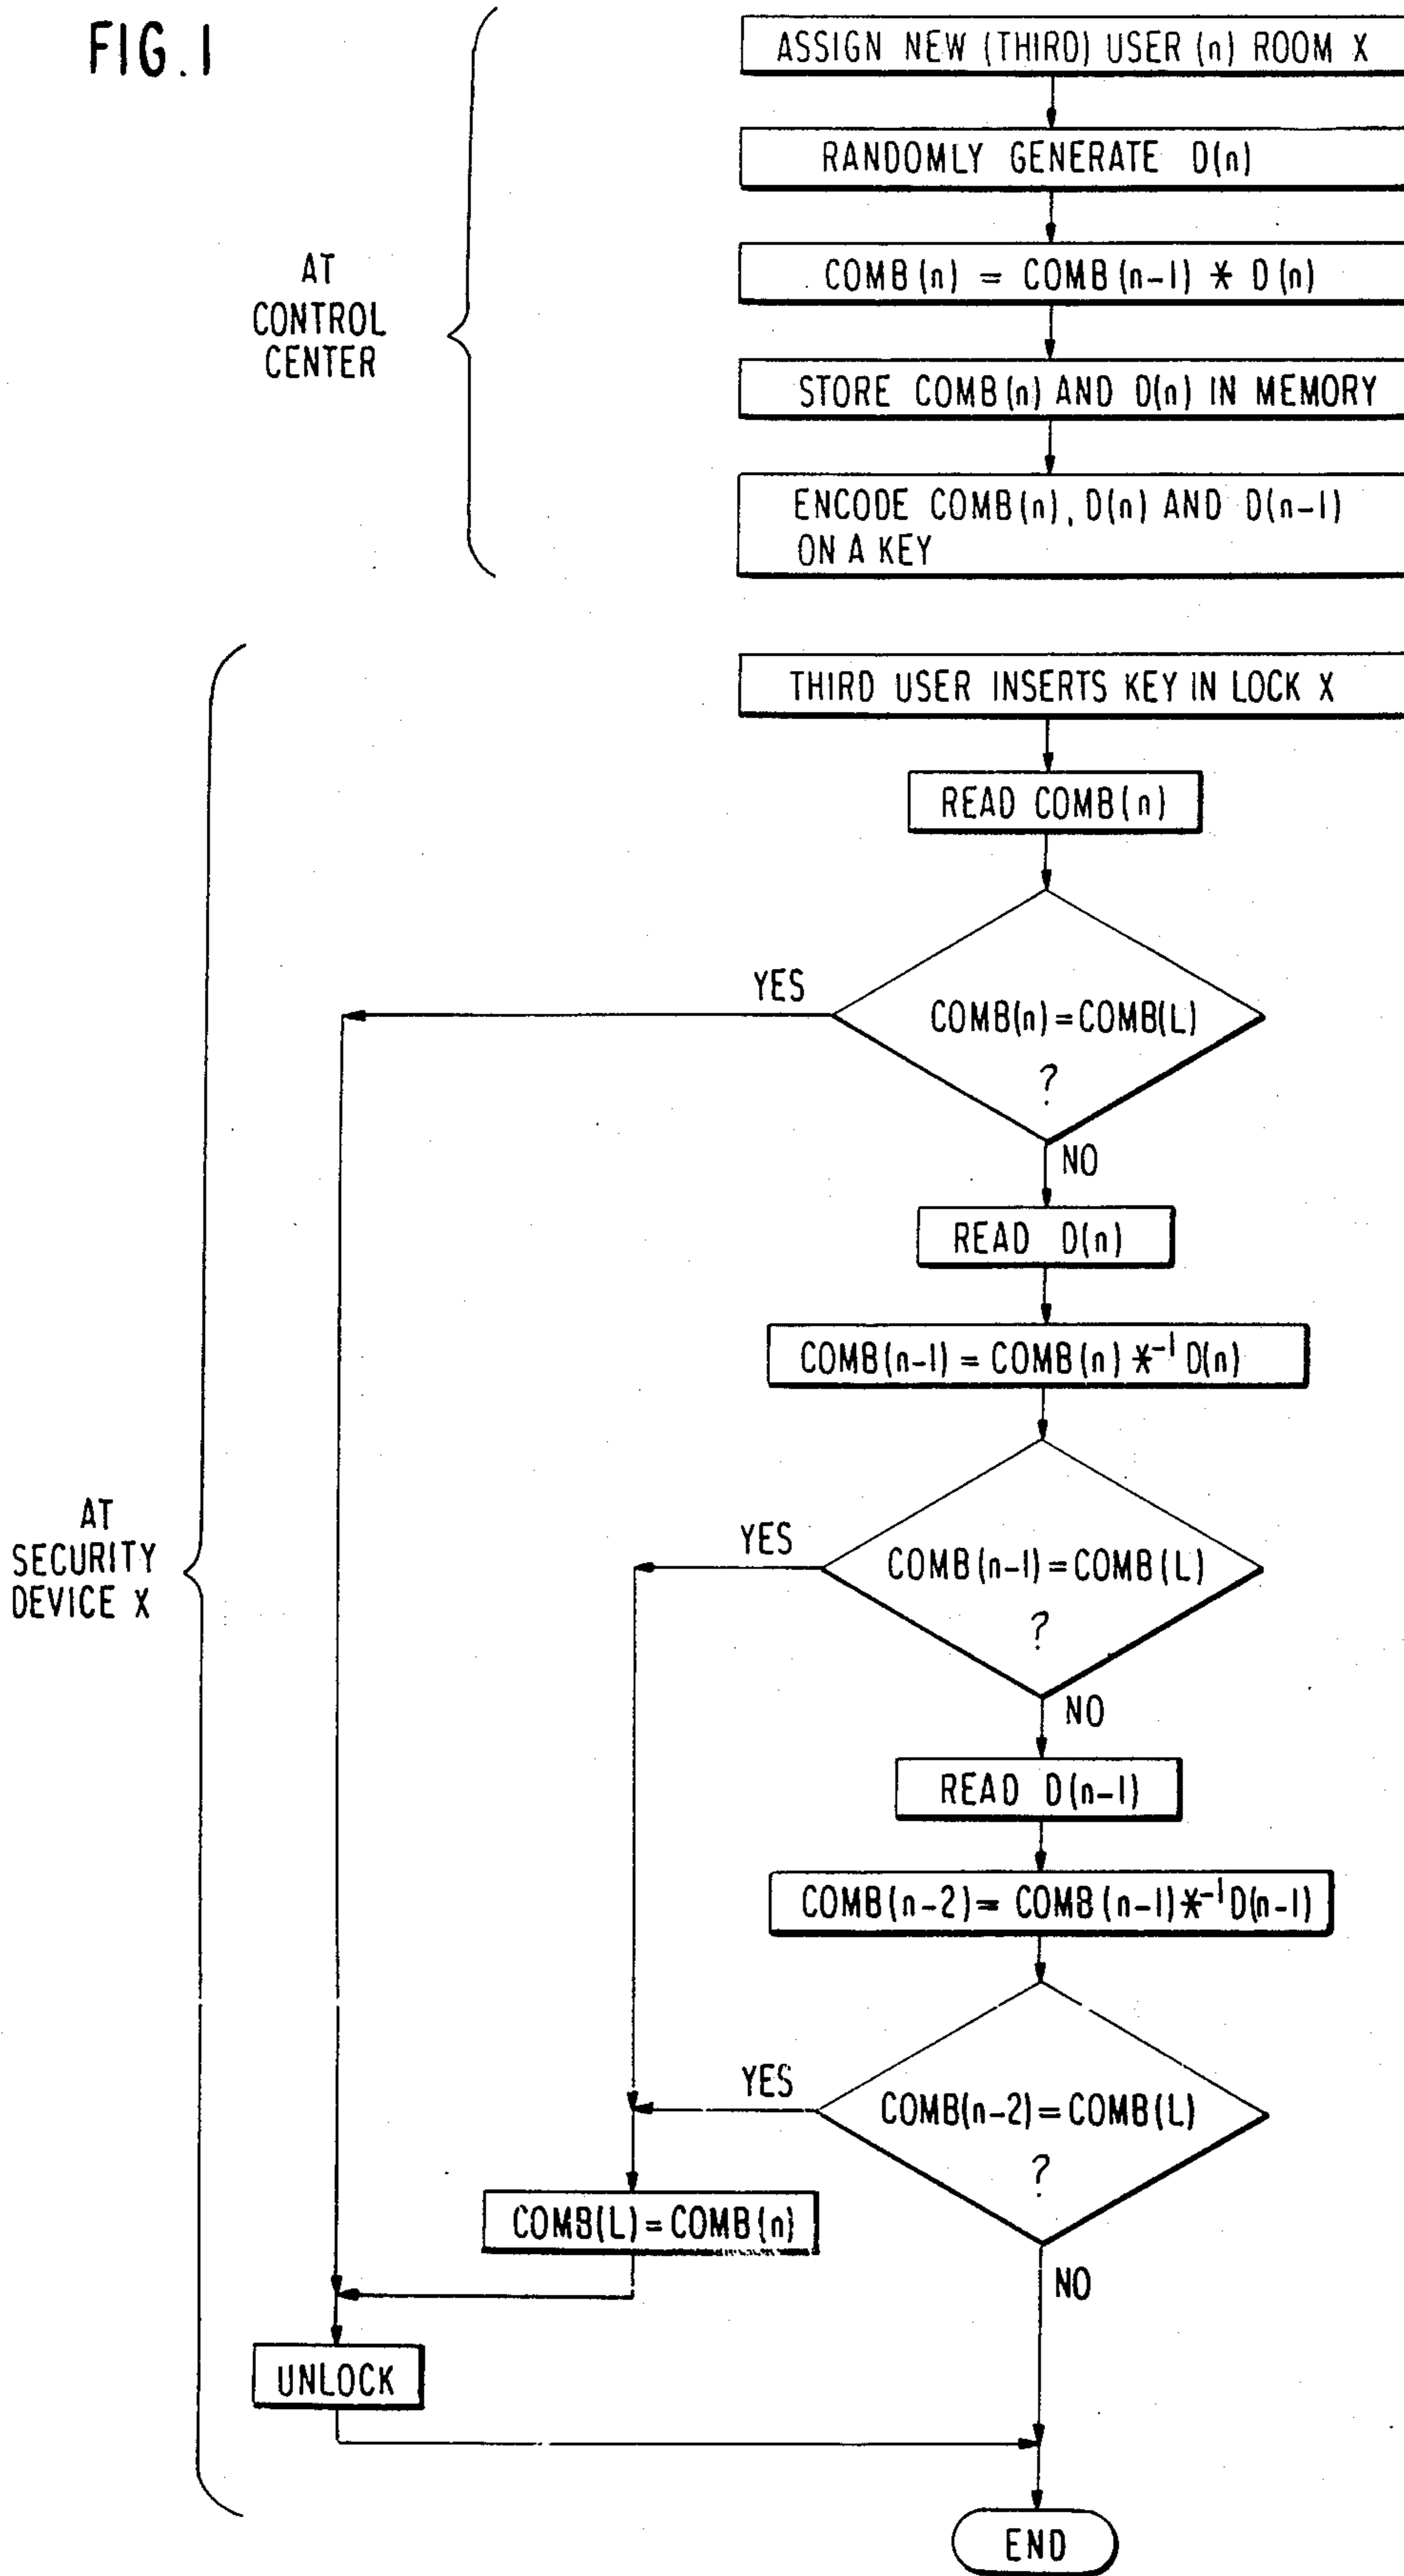 FIG. 1
ASSIGN NEW (THIRD) USER (n) ROOM X
RANDOMLY GENERATE D(n)
COMB(n) = COMB(n-1) * D(n)
STORE COMB(n) AND D(n) IN MEMORY
ENCODE COMB(n), D(n) AND D(n-1)
ON A KEY
AT
CONTROL
CENTER
THIRD USER INSERTS KEY IN LOCK X
READ COMB(n)
YES
COMB(n)=COMB(L)
?
NO
READ D(n)
COMB(n-1) = COMB(n) *⁻¹ D(n)
AT
SECURITY
DEVICE X
YES
COMB(n-1)=COMB(L)
?
NO
READ D(n-1)
COMB(n-2)= COMB(n-1)*⁻¹D(n-1)
YES
COMB(n-2)=COMB(L)
?
COMB(L)=COMB(n)
NO
UNLOCK
END